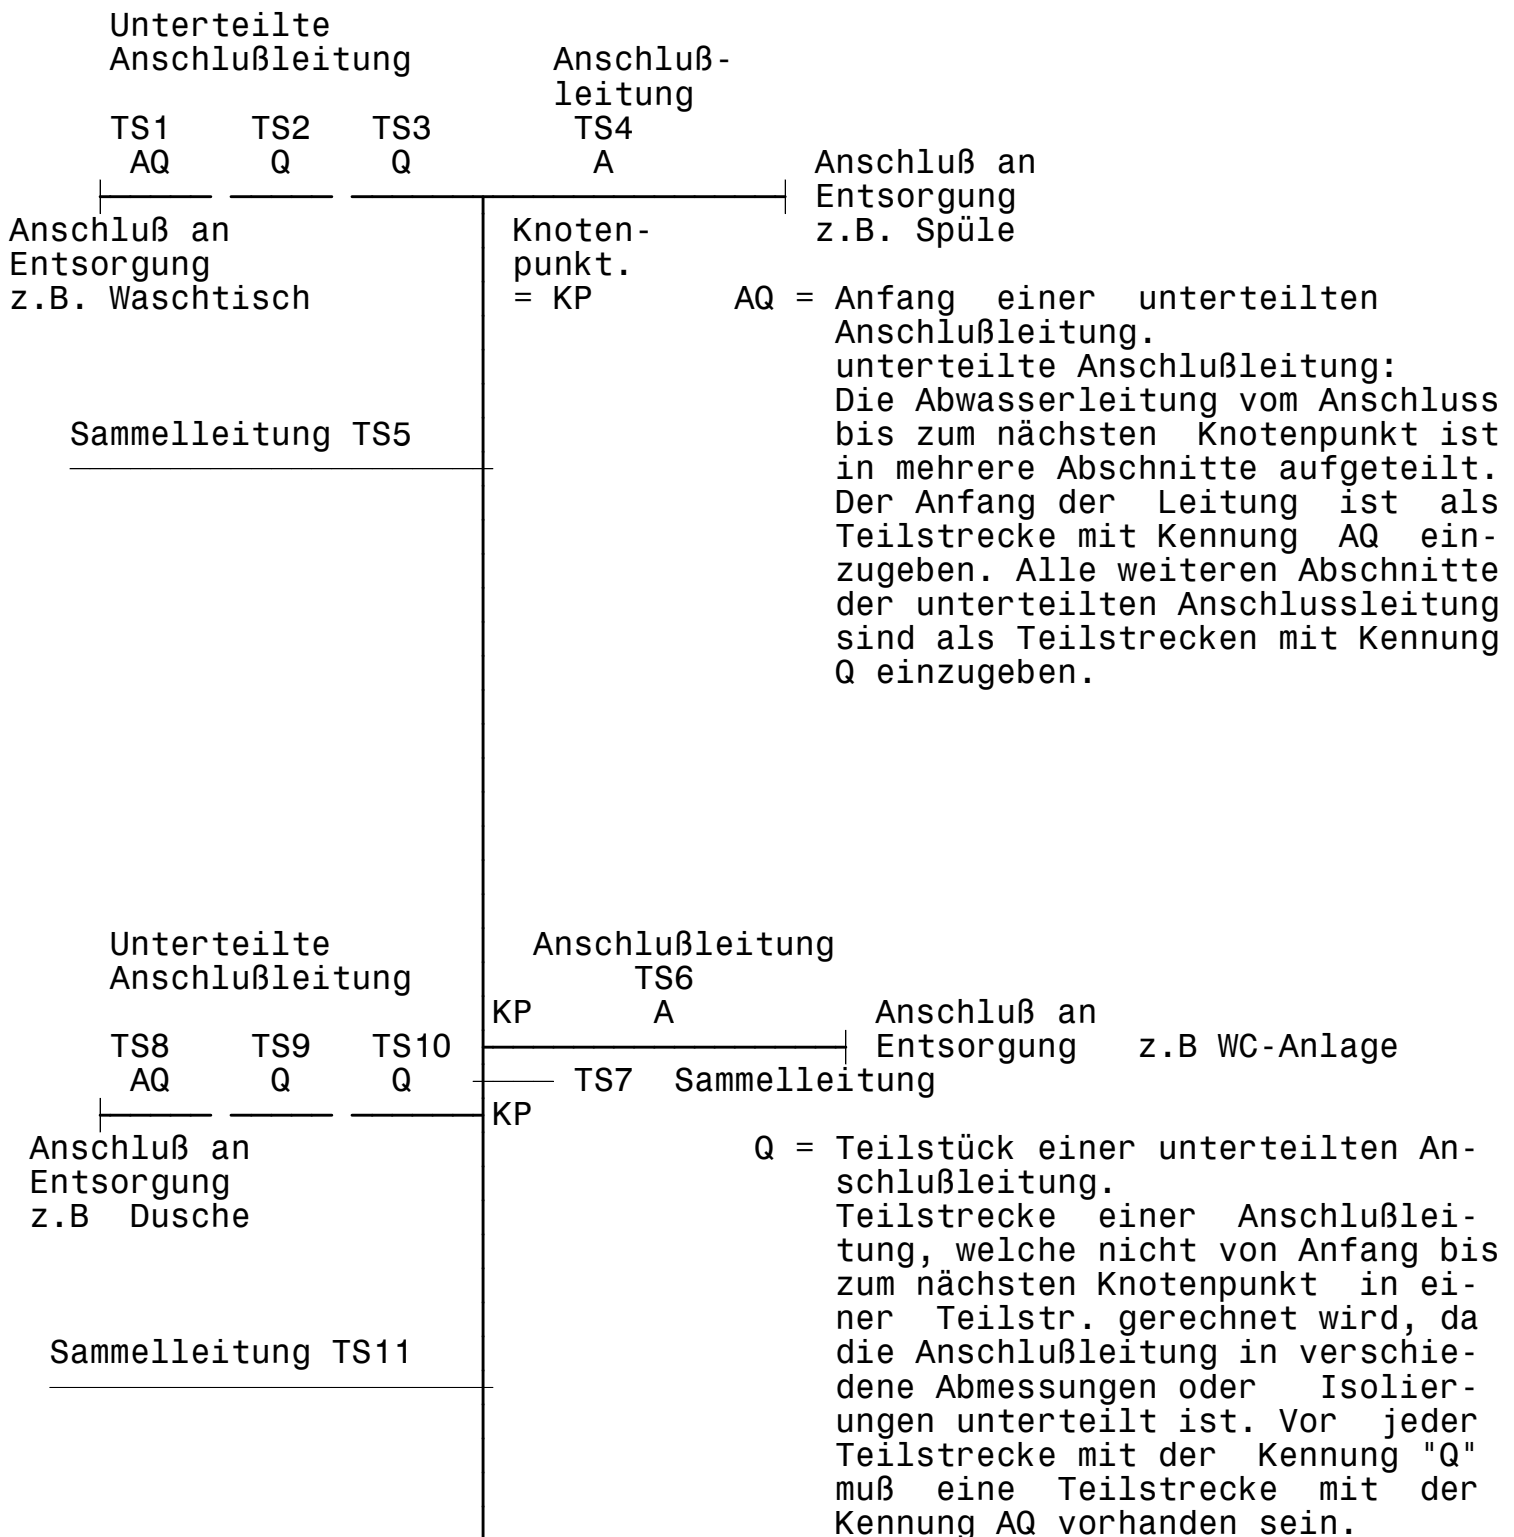 Unterteilte
Anschlußleitung Anschluß-
leitung
TS1 TS2 TS3 TS4
AQ Q Q A Anschluß an
Entsorgung
Anschluß an Knoten- z.B. Spüle
Entsorgung punkt.
z.B. Waschtisch = KP AQ = Anfang einer unterteilten
Anschlußleitung.
unterteilte Anschlußleitung:
Die Abwasserleitung vom Anschluss
Sammelleitung TS5 bis zum nächsten Knotenpunkt ist
in mehrere Abschnitte aufgeteilt.
Der Anfang der Leitung ist als
Teilstrecke mit Kennung AQ ein-
zugeben. Alle weiteren Abschnitte
der unterteilten Anschlussleitung
sind als Teilstrecken mit Kennung
Q einzugeben.
Unterteilte Anschlußleitung
Anschlußleitung TS6
KP A Anschluß an
TS8 TS9 TS10 Entsorgung z.B WC-Anlage
AQ Q Q TS7 Sammelleitung
KP
Anschluß an Q = Teilstück einer unterteilten An-
Entsorgung schlußleitung.
z.B Dusche Teilstrecke einer Anschlußlei-
tung, welche nicht von Anfang bis
zum nächsten Knotenpunkt in ei-
ner Teilstr. gerechnet wird, da
Sammelleitung TS11 die Anschlußleitung in verschie-
dene Abmessungen oder Isolier-
ungen unterteilt ist. Vor jeder
Teilstrecke mit der Kennung "Q"
muß eine Teilstrecke mit der
Kennung AQ vorhanden sein.